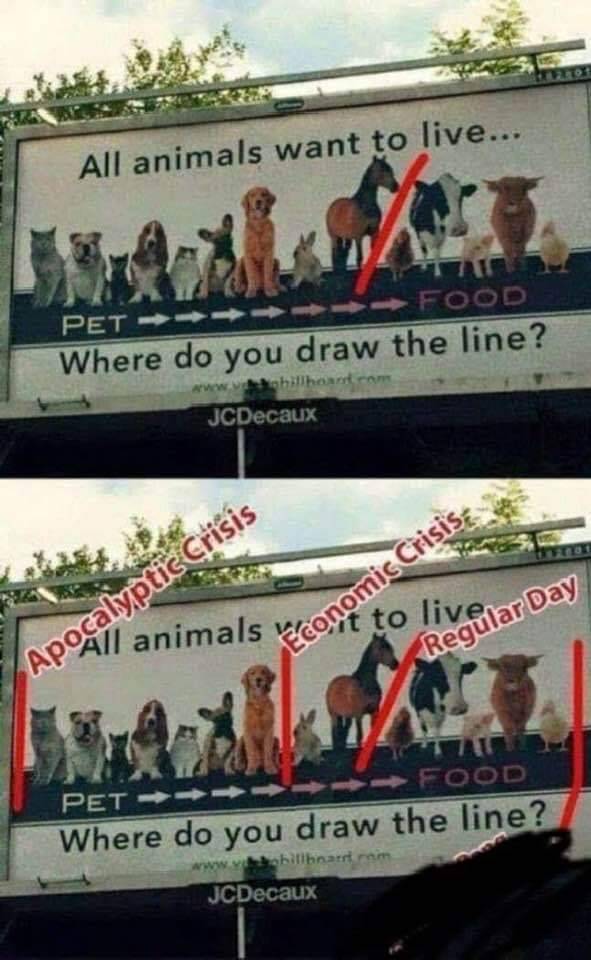 All animals want to live...
PET FOOD
Where do you draw the line?
JCDecaux
Apocalyptic Crisis
Economic Crisis
Regular Day
All animals to live
PET FOOD
Where do you draw the line?
JCDecaux